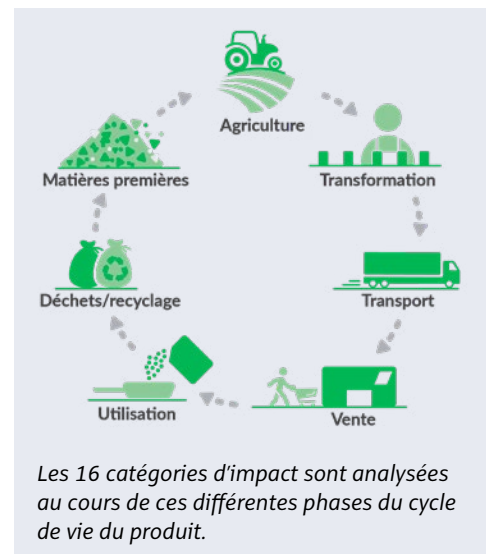 Agriculture
Matières premières
Transformation
Déchets/recyclage
Transport
Utilisation
Vente
Les 16 catégories d'impact sont analysées
au cours de ces différentes phases du cycle
de vie du produit.